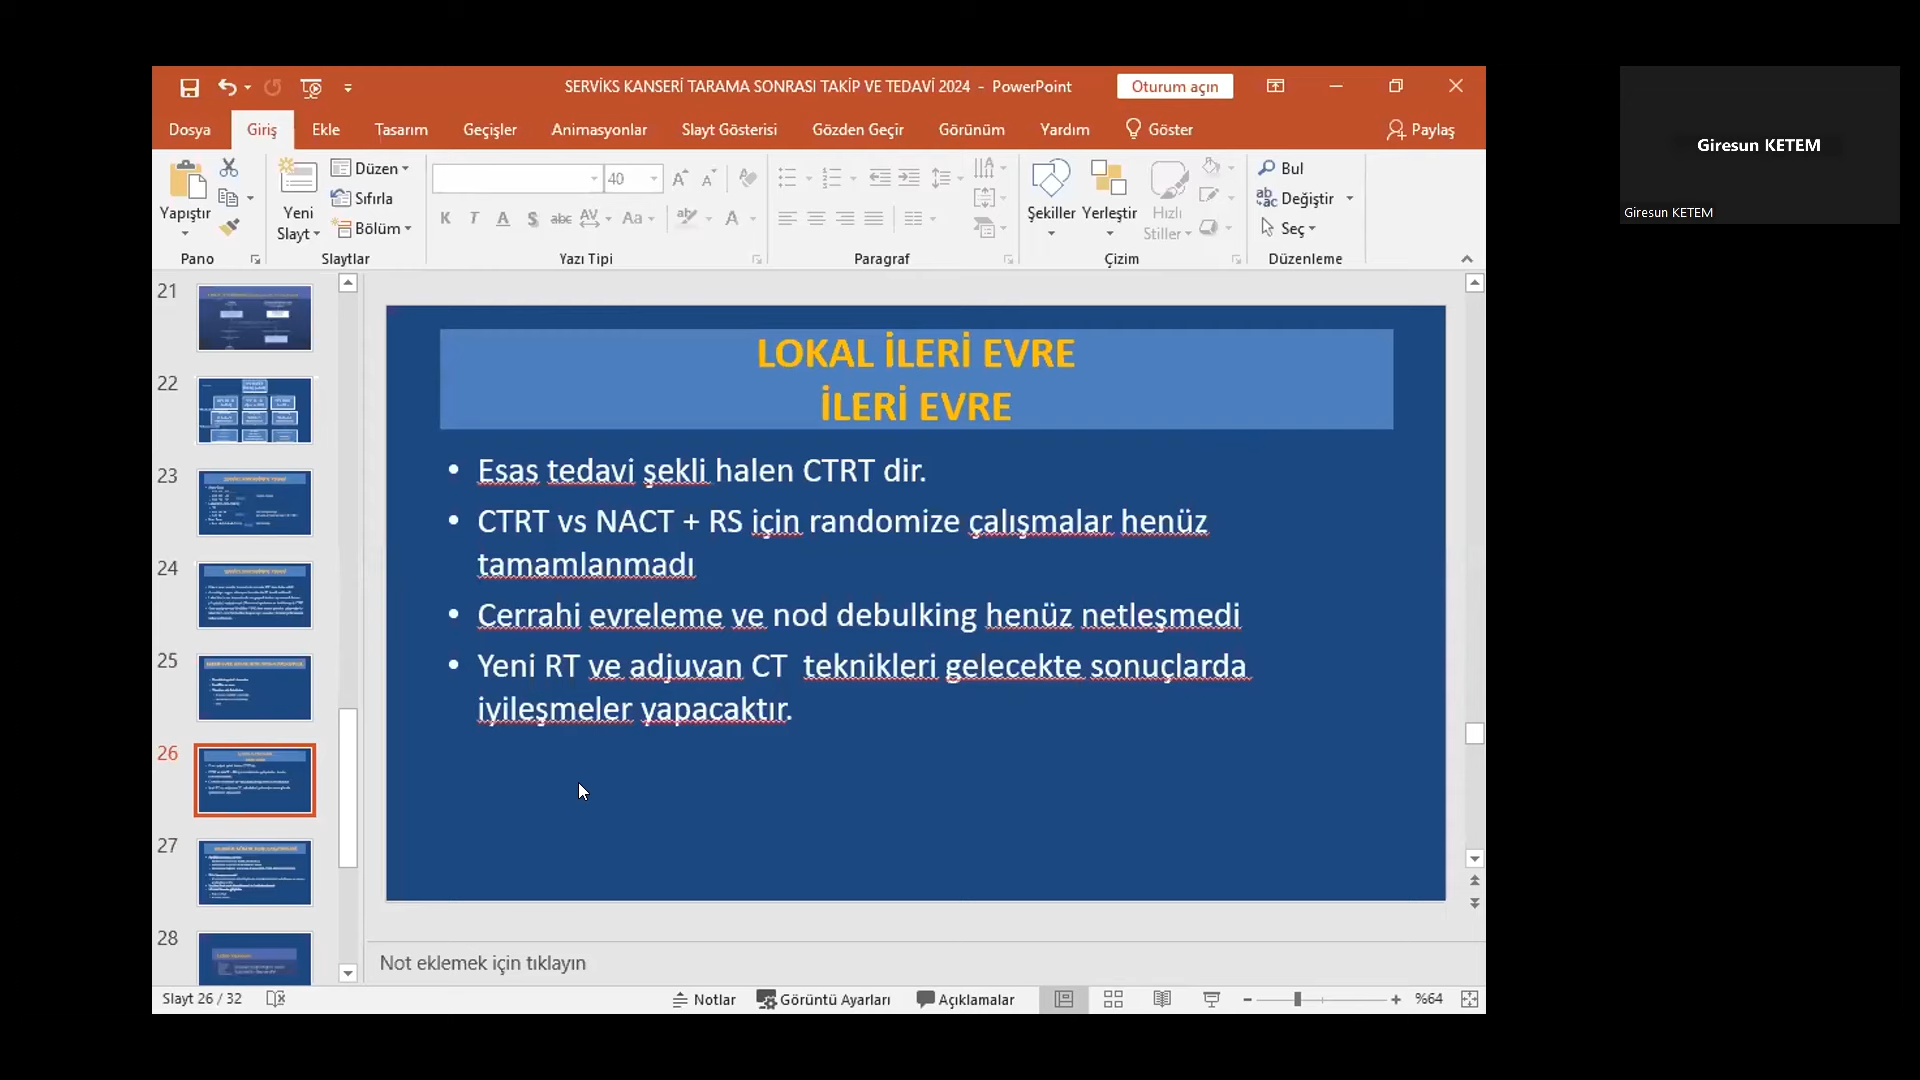 SERVİKS KANSERİ TARAMA SONRASI TAKİP VE TEDAVİ 2024 - PowerPoint
Oturum açın
Dosya
Giriş
Ekle
Tasarım
Geçişler
Animasyonlar
Slayt Gösterisi
Gözden Geçir
Görünüm
Yardım
Göster
Paylaş
Yapıştır
Yeni
Slayt
Düzen
Sıfırla
Bölüm
40
K T A S abc AV Aa
A
Şekiller
Yerleştir
Hızlı
Stiller
Bul
Değiştir
Seç
Pano
Slaytlar
Yazı Tipi
Paragraf
Çizim
Düzenleme
21
22
23
24
25
26
27
28
LOKAL İLERİ EVRE
İLERİ EVRE
• Esas tedavi şekli halen CTRT dir.
• CTRT vs NACT + RS için randomize çalışmalar henüz
tamamlanmadı
• Cerrahi evreleme ve nod debulking henüz netleşmedi
• Yeni RT ve adjuvan CT teknikleri gelecekte sonuçlarda
iyileşmeler yapacaktır.
Not eklemek için tıklayın
Slayt 26 / 32
Notlar
Görüntü Ayarları
Açıklamalar
%64
Giresun KETEM
Giresun KETEM